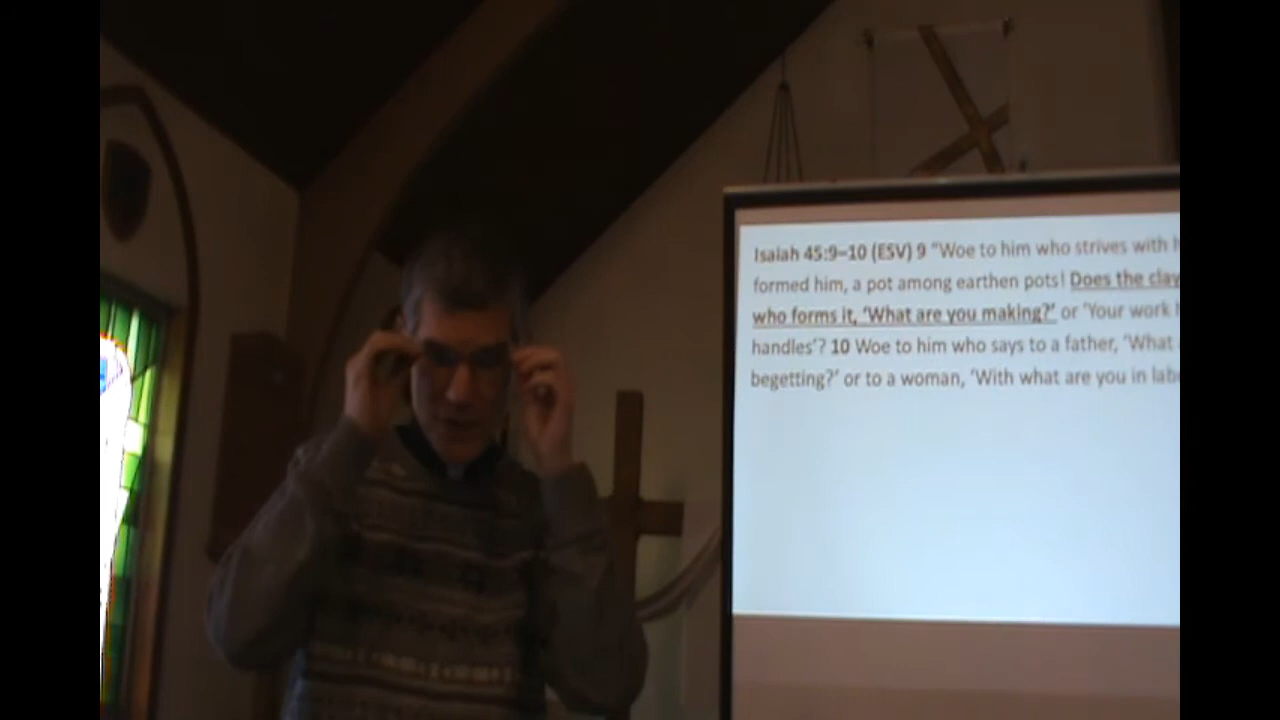 Isaiah 45:9–10 (ESV) 9 “Woe to him who strives with
formed him, a pot among earthen pots! Does the clay
who forms it, ‘What are you making?’ or ‘Your work
handles’? 10 Woe to him who says to a father, ‘What
begetting?’ or to a woman, ‘With what are you in